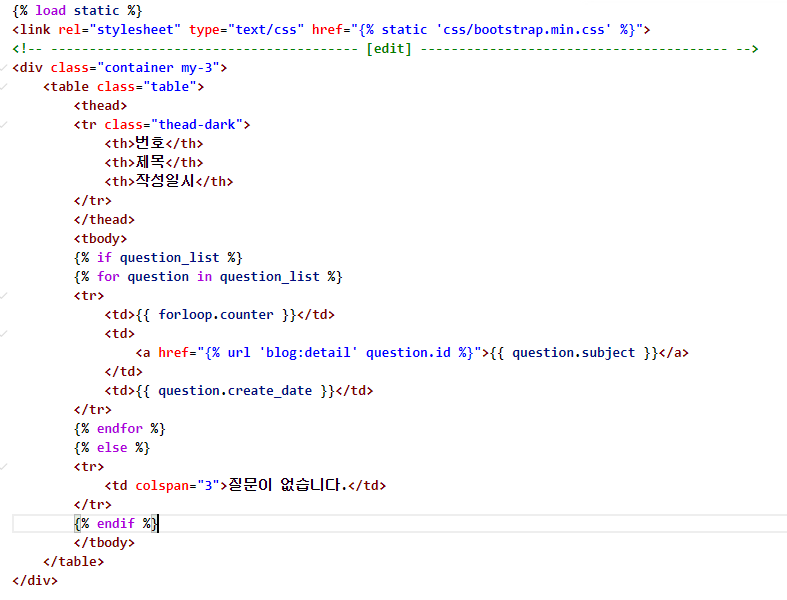 {% load static %}
<link rel="stylesheet" type="text/css" href="{% static 'css/bootstrap.min.css' %}">
<!-- ---------------------------------------- [edit] ---------------------------------------- -->
<div class="container my-3">
    <table class="table">
        <thead>
        <tr class="thead-dark">
            <th>번호</th>
            <th>제목</th>
            <th>작성일시</th>
        </tr>
        </thead>
        <tbody>
        {% if question_list %}
        {% for question in question_list %}
        <tr>
            <td>{{ forloop.counter }}</td>
            <td>
                <a href="{% url 'blog:detail' question.id %}">{{ question.subject }}</a>
            </td>
            <td>{{ question.create_date }}</td>
        </tr>
        {% endfor %}
        {% else %}
        <tr>
            <td colspan="3">질문이 없습니다.</td>
        </tr>
        {% endif %}
        </tbody>
    </table>
</div>